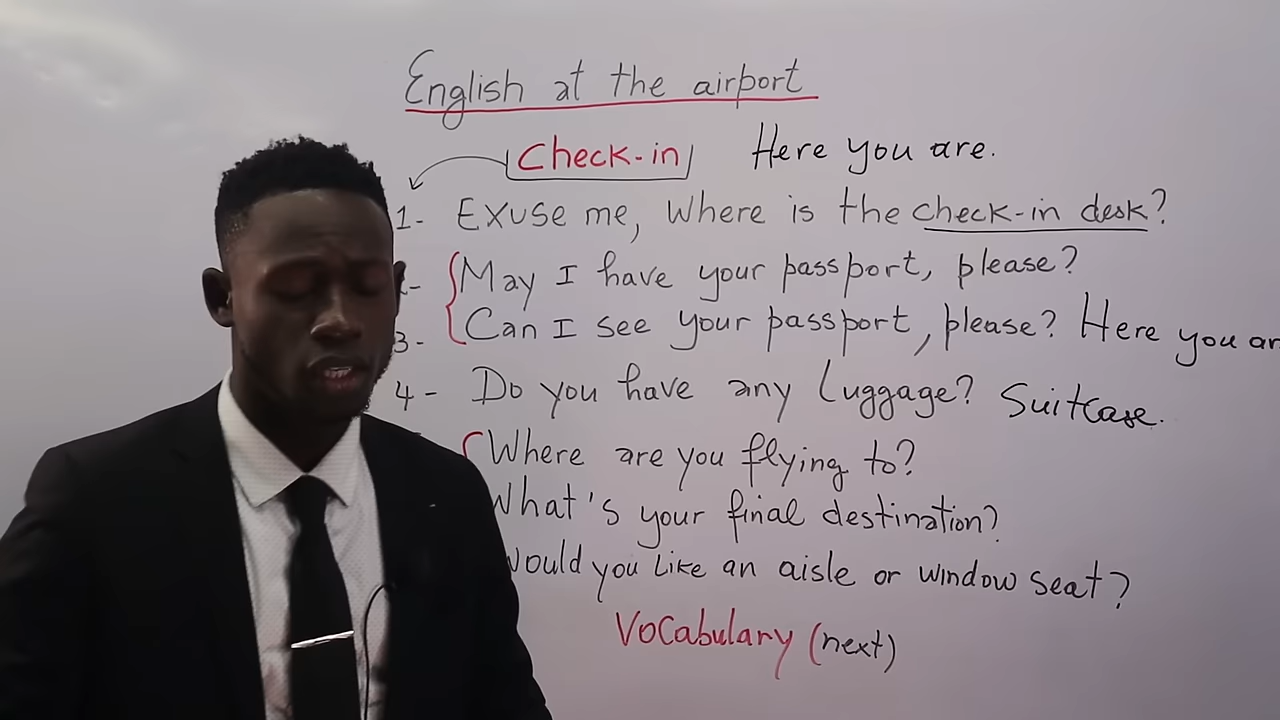 English at the airport
Check-in Here you are.
1- Exuse me, Where is the check-in desk?
May I have your passport, please?
3- Can I see your passport, please? Here you
4- Do you have any Luggage? Suitcase.
Where are you flying to?
What's your final destination?
would you Like an aisle or window seat?
Vocabulary (next)